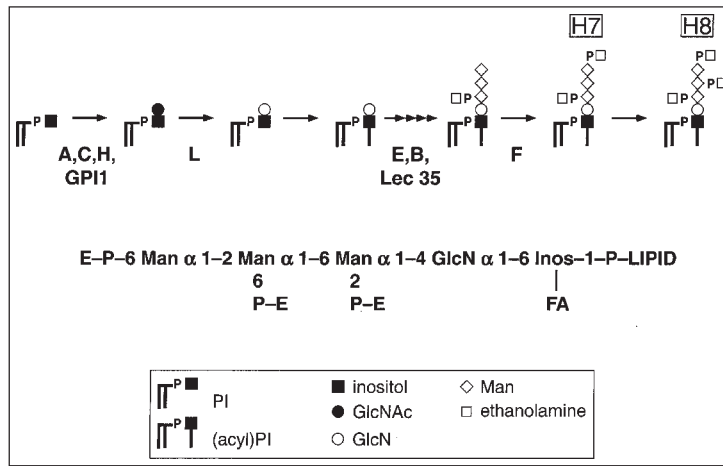 H7 H8
P P P
P P P P
P P P P P P P
A,C,H, L E,B, F
GPI1 Lec 35
E–P–6 Man α 1–2 Man α 1–6 Man α 1–4 GlcN α 1–6 Inos–1–P–LIPID
6 2
P–E P–E FA
P inositol Man
PI GlcNAc ethanolamine
P (acyl)PI GlcN